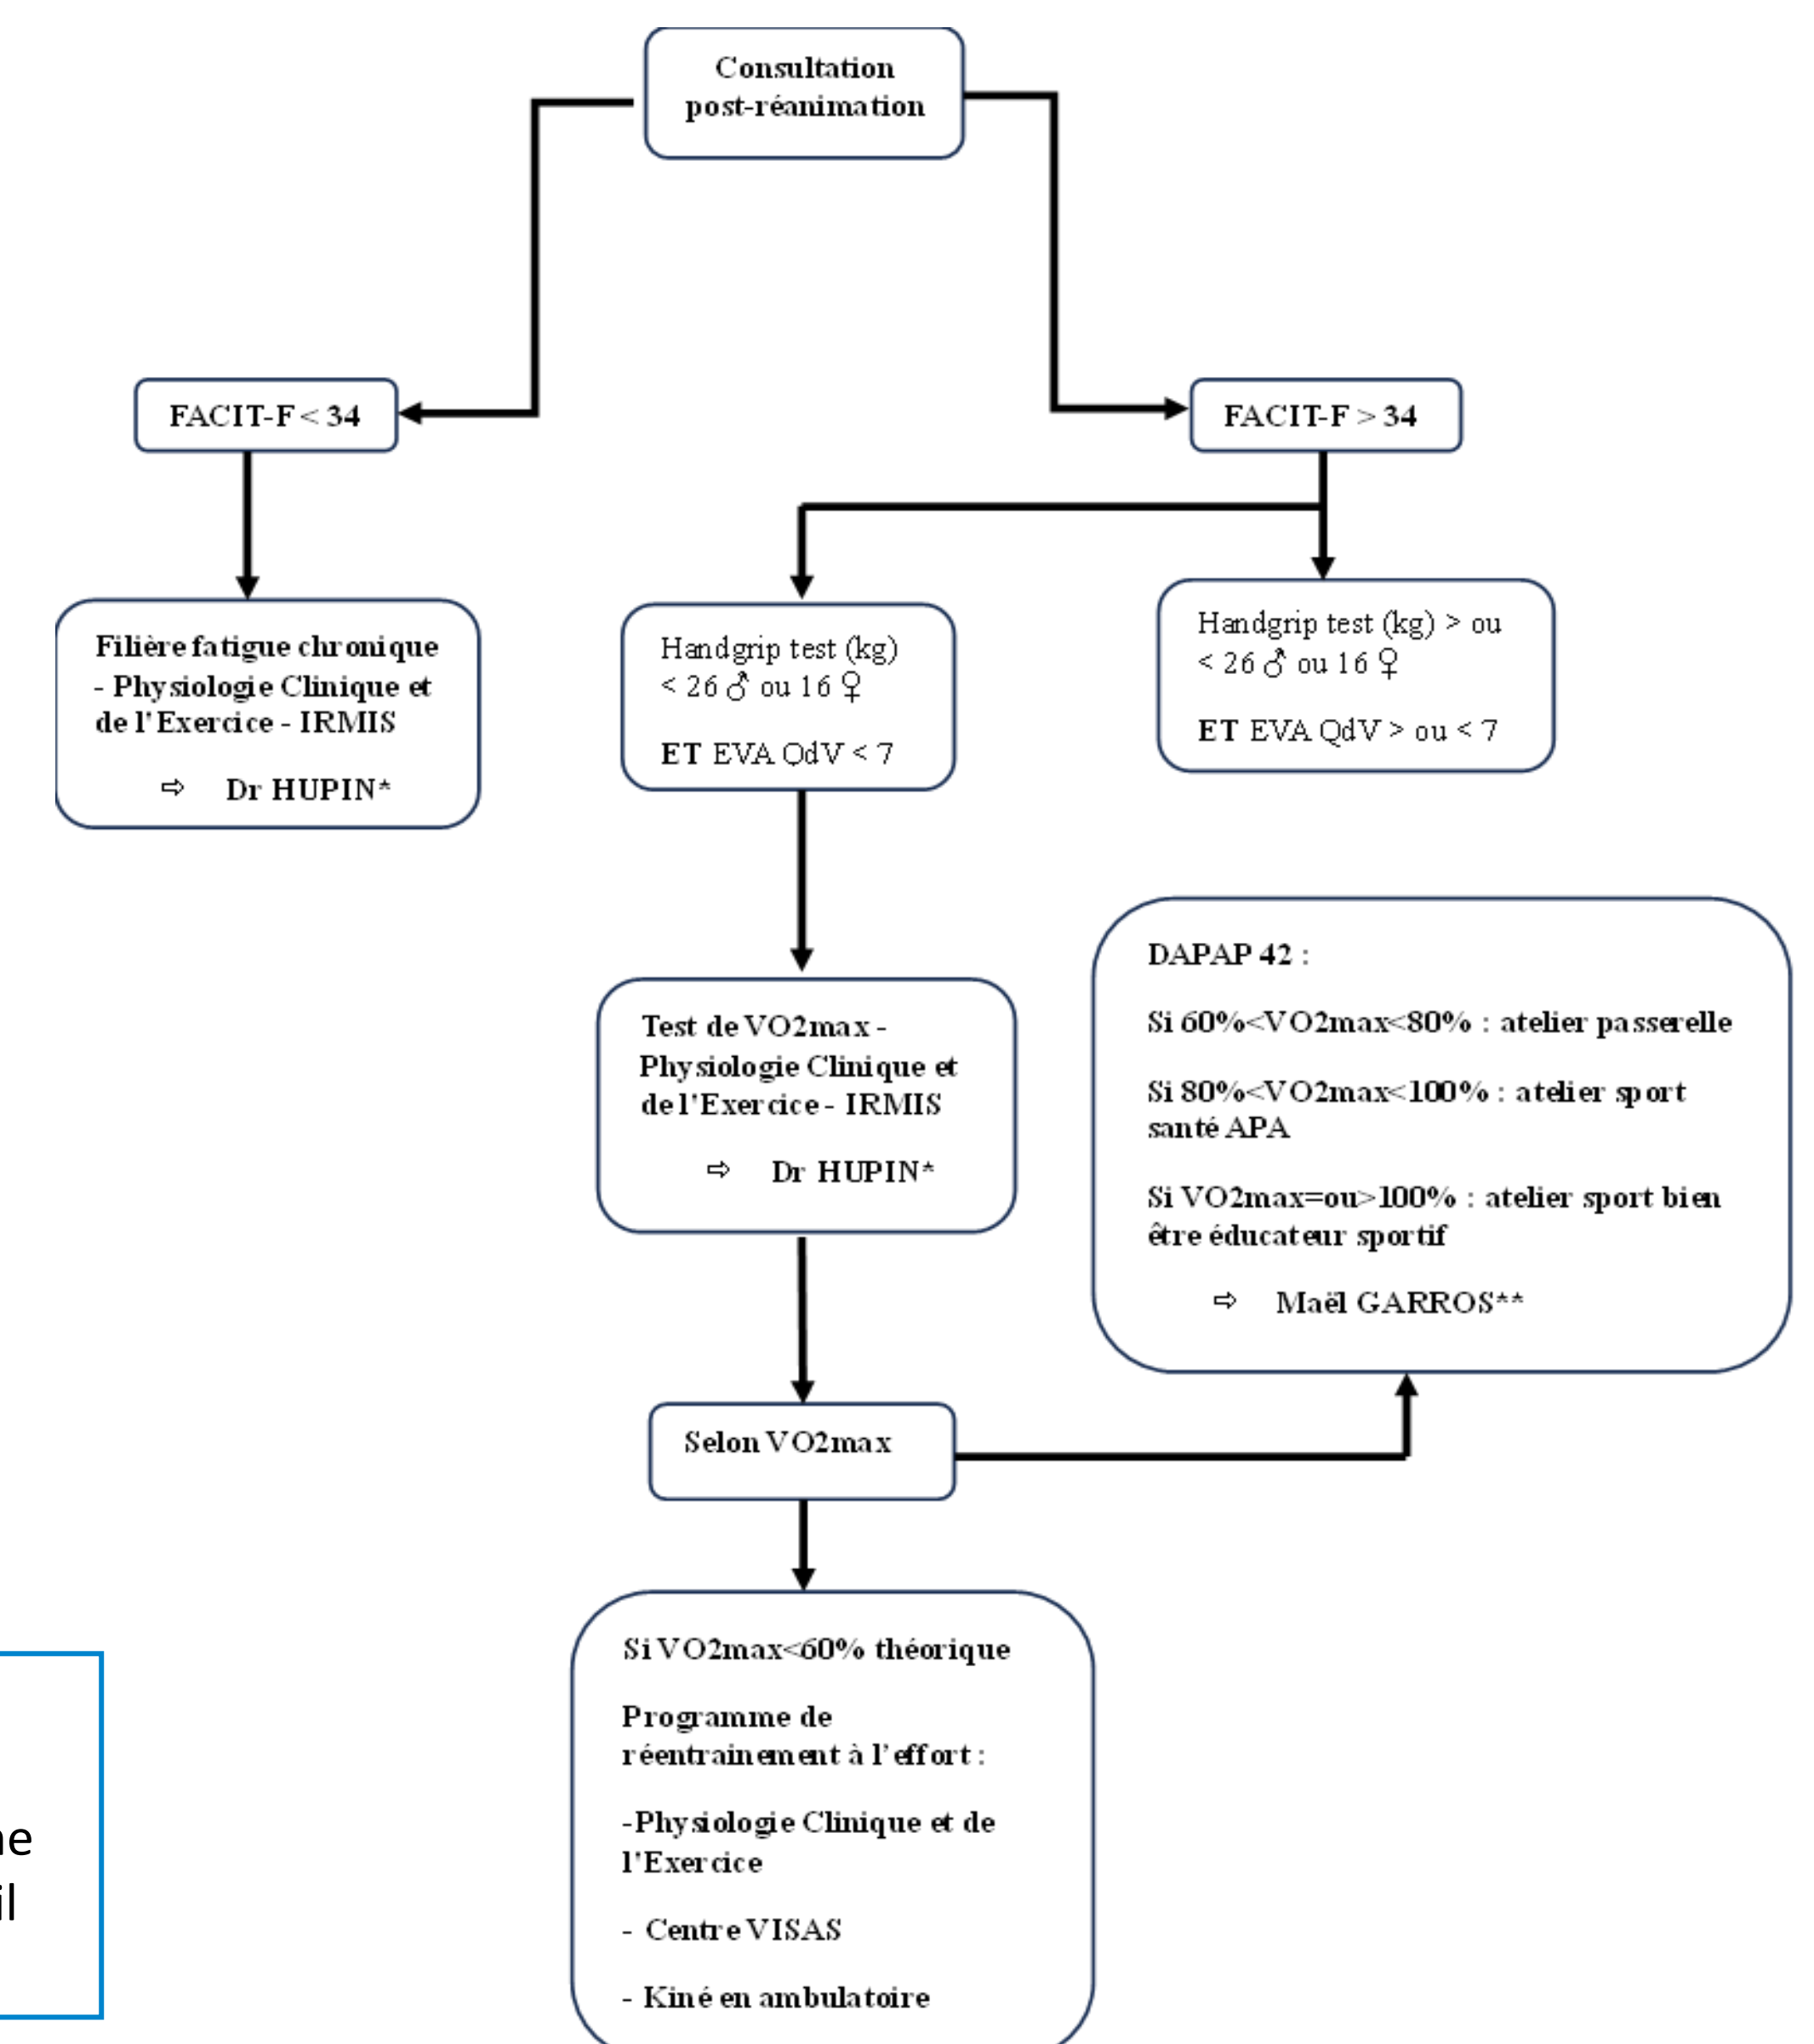 Consultation
post-réanimation
FACIT-F < 34
FACIT-F > 34
Filière fatigue chronique
- Physiologie Clinique et
de l'Exercice - IRMIS
⇨ Dr HUPIN*
Handgrip test (kg)
< 26 ♂ ou 16 ♀
ET EVA QdV < 7
Handgrip test (kg) > ou
< 26 ♂ ou 16 ♀
ET EVA QdV > ou < 7
Test de VO2max -
Physiologie Clinique et
de l'Exercice - IRMIS
⇨ Dr HUPIN*
DAPAP 42 :
Si 60%<VO2max<80% : atelier passerelle
Si 80%<VO2max<100% : atelier sport
santé APA
Si VO2max=ou>100% : atelier sport bien
être éducateur sportif
⇨ Maël GARROS**
Selon VO2max
Si VO2max<60% théorique
Programme de
réentrainement à l'effort :
-Physiologie Clinique et de
l'Exercice
- Centre VISAS
- Kiné en ambulatoire